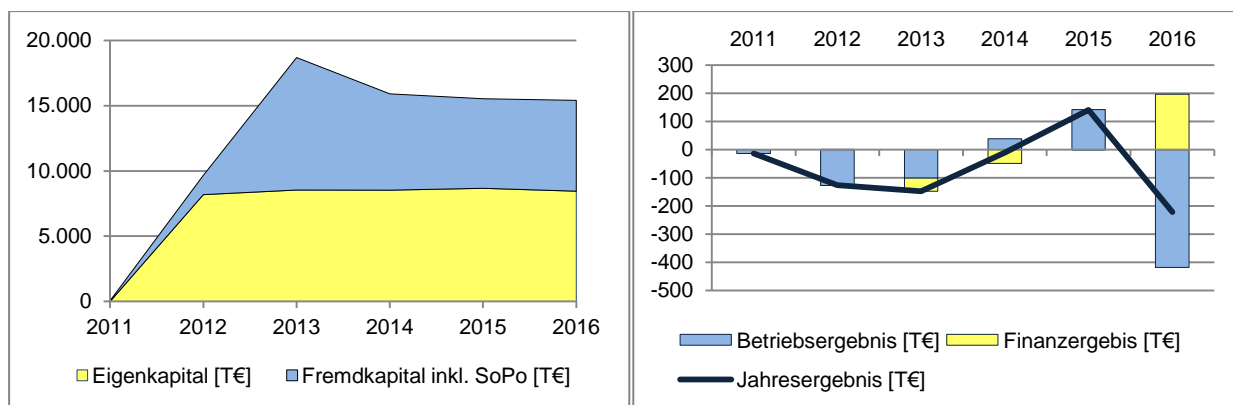 20.000
15.000
10.000
5.000
0
2011 2012 2013 2014 2015 2016
Eigenkapital [T€] Fremdkapital inkl. SoPo [T€]
2011 2012 2013 2014 2015 2016
300
200
100
0
-100
-200
-300
-400
-500
Betriebsergebnis [T€] Finanzergebis [T€]
Jahresergebnis [T€]